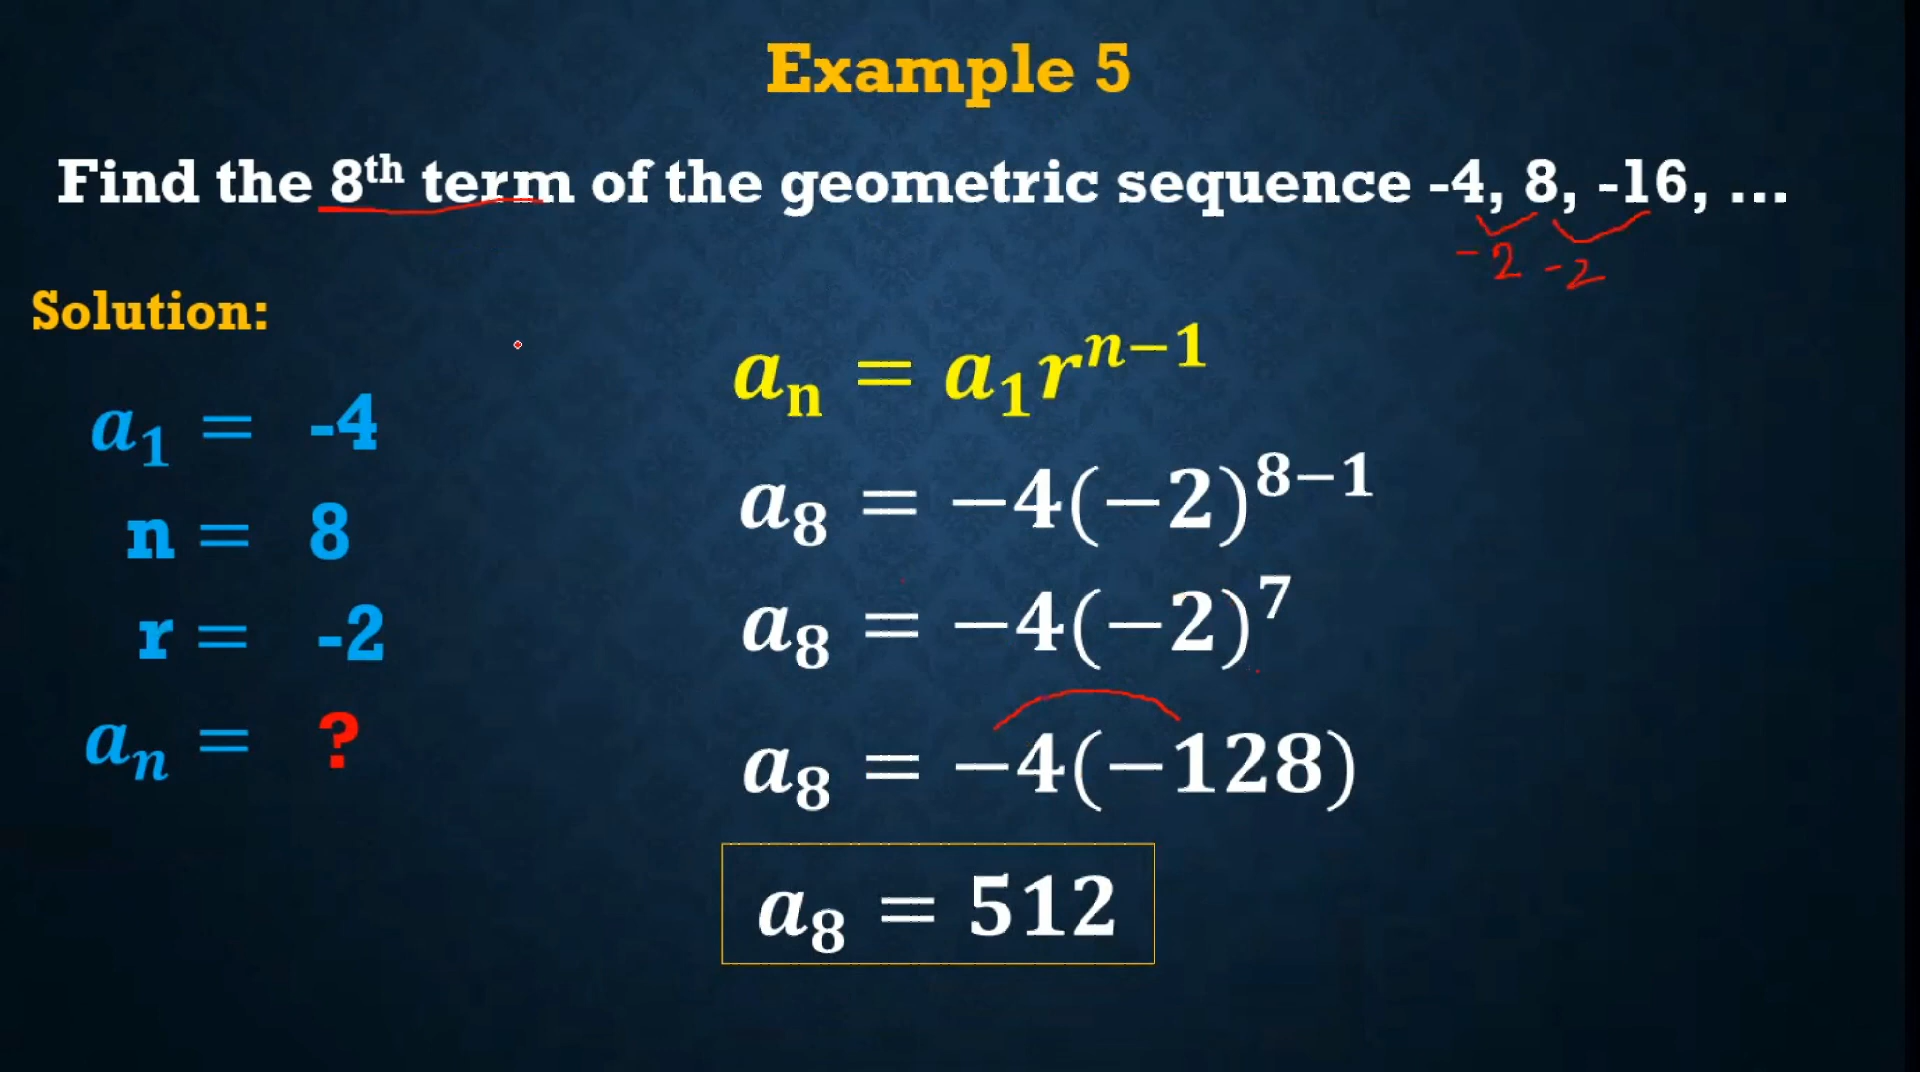 Example 5
Find the 8th term of the geometric sequence -4, 8, -16, ...
-2 -2
Solution:
a₁ = -4
n = 8
r = -2
aₙ = ?
aₙ = a₁rⁿ⁻¹
a₈ = −4(−2)⁸⁻¹
a₈ = −4(−2)⁷
a₈ = −4(−128)
a₈ = 512